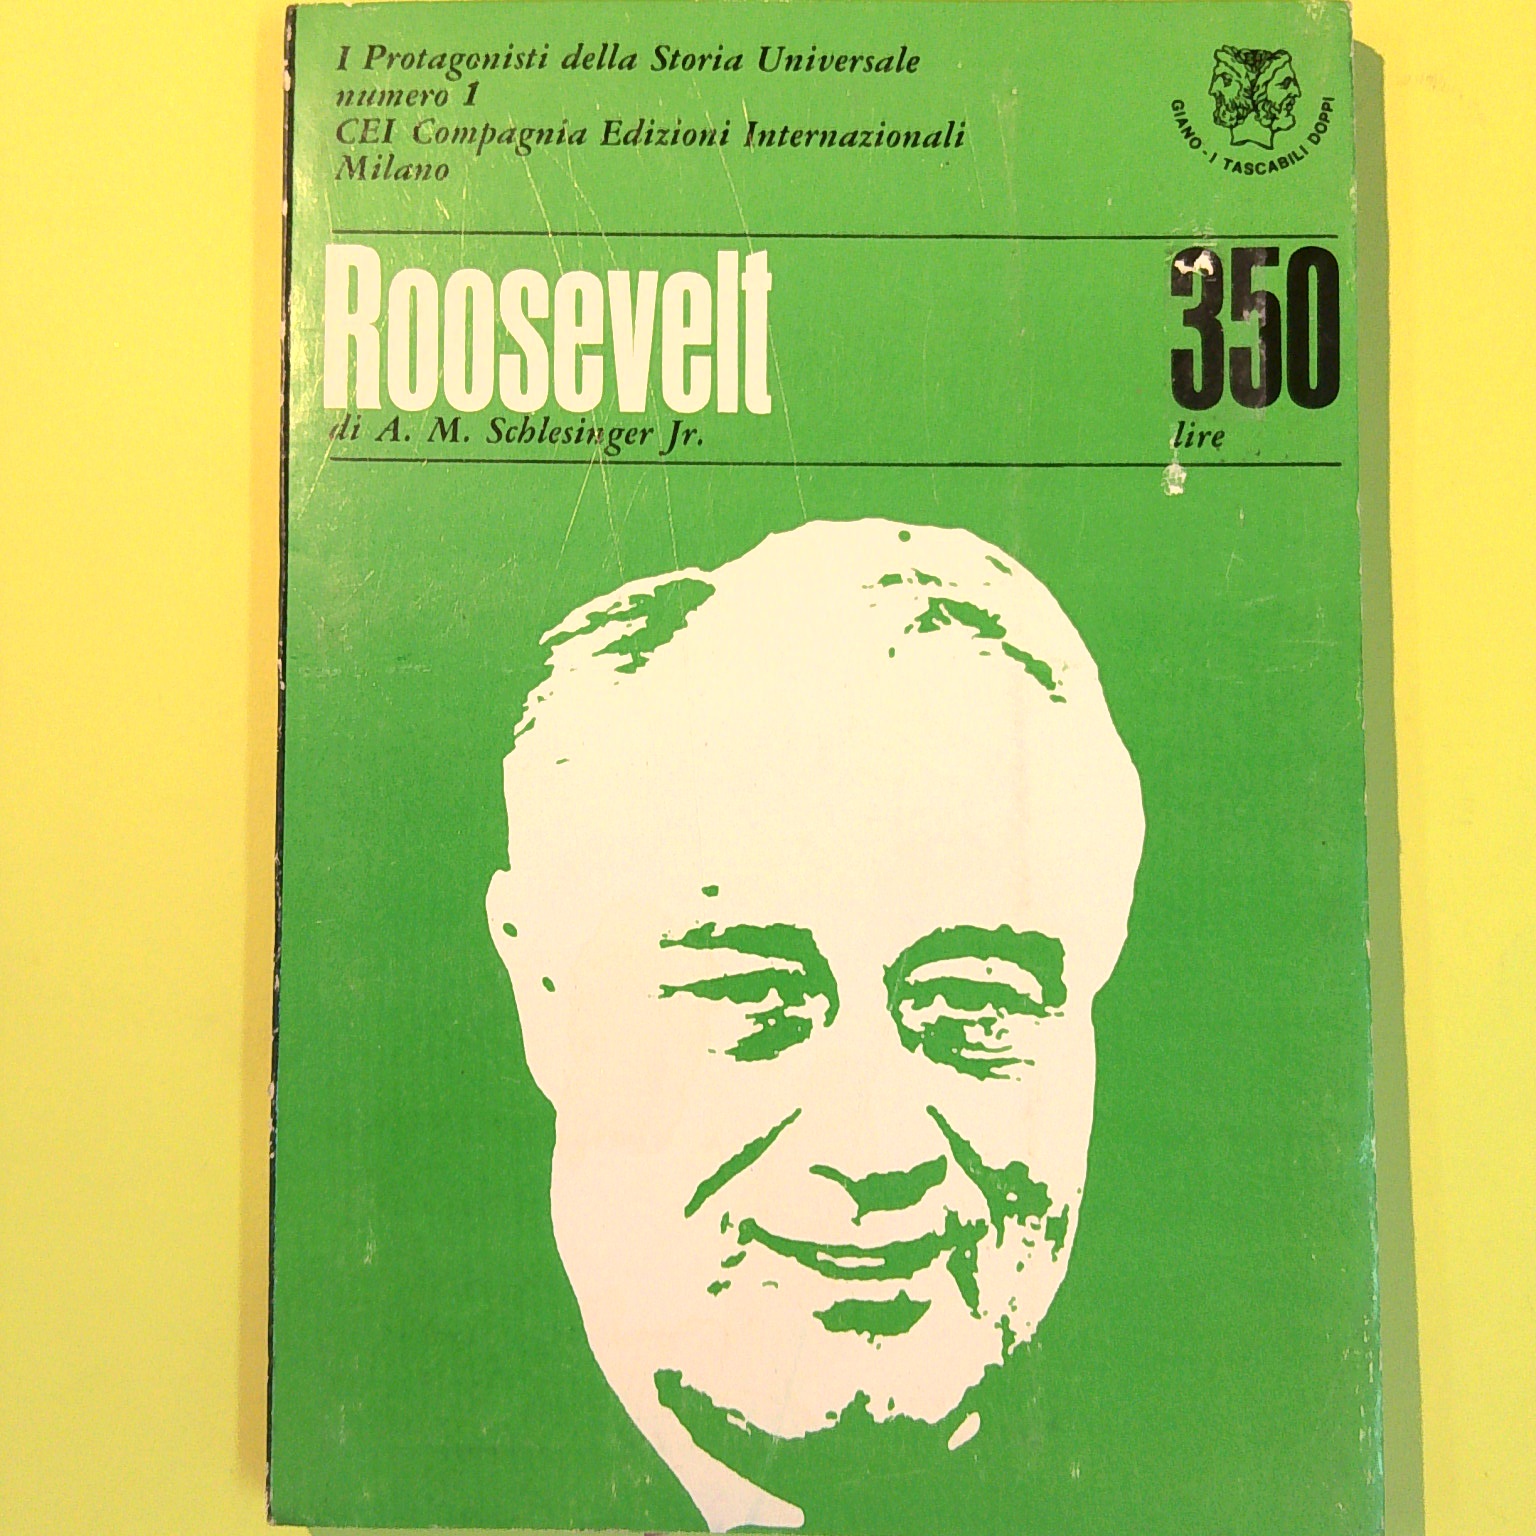 I Protagonisti della Storia Universale
numero 1
CEI Compagnia Edizioni Internazionali
Milano
GIANO - I TASCABILI DOPPI
Roosevelt
350
di A. M. Schlesinger Jr.
lire